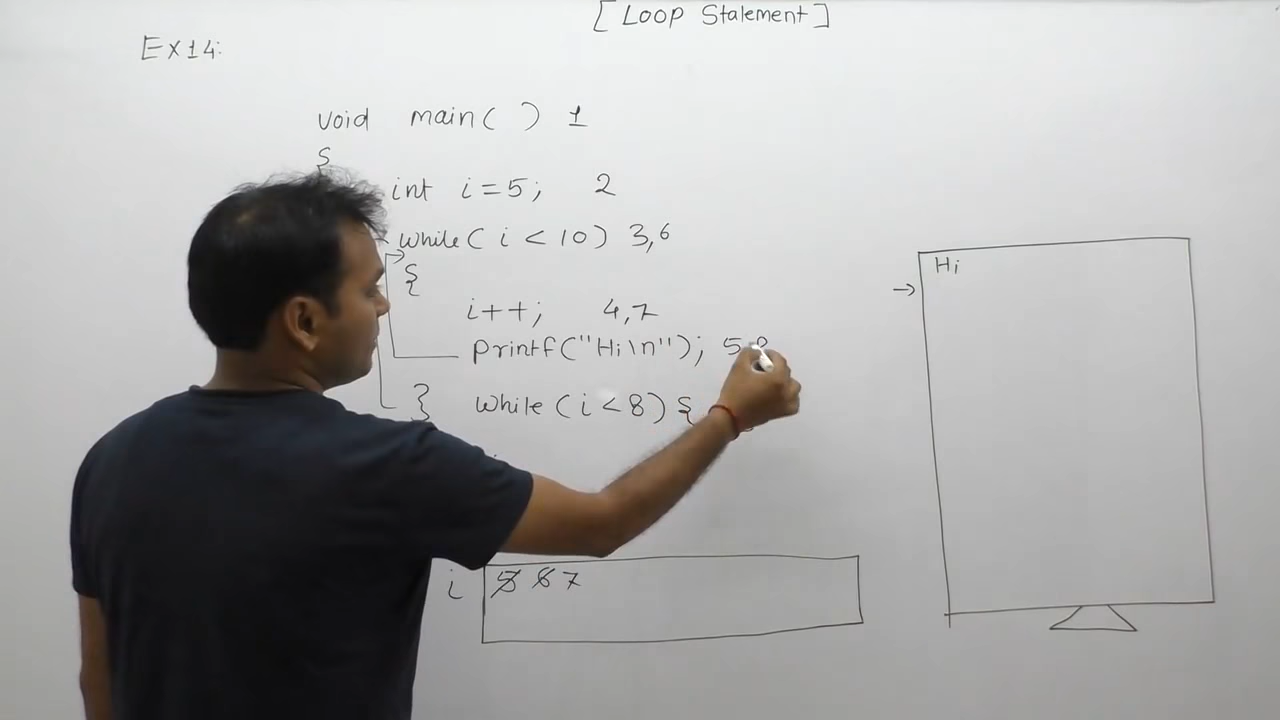 [Loop Statement]
Ex14:
void main( ) 1
{
int i=5; 2
while( i < 10) 3,6
{
i++; 4,7
printf("Hi\n"); 5,8
} while (i<8) {
i 5 6 7
Hi